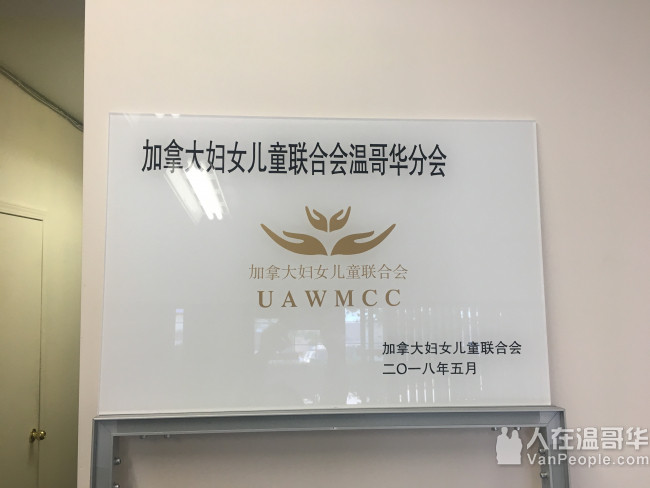 加拿大妇女儿童联合会温哥华分会
加拿大妇女儿童联合会
UAWMCC
加拿大妇女儿童联合会
二〇一八年五月
人在温哥华
VanPeople.com